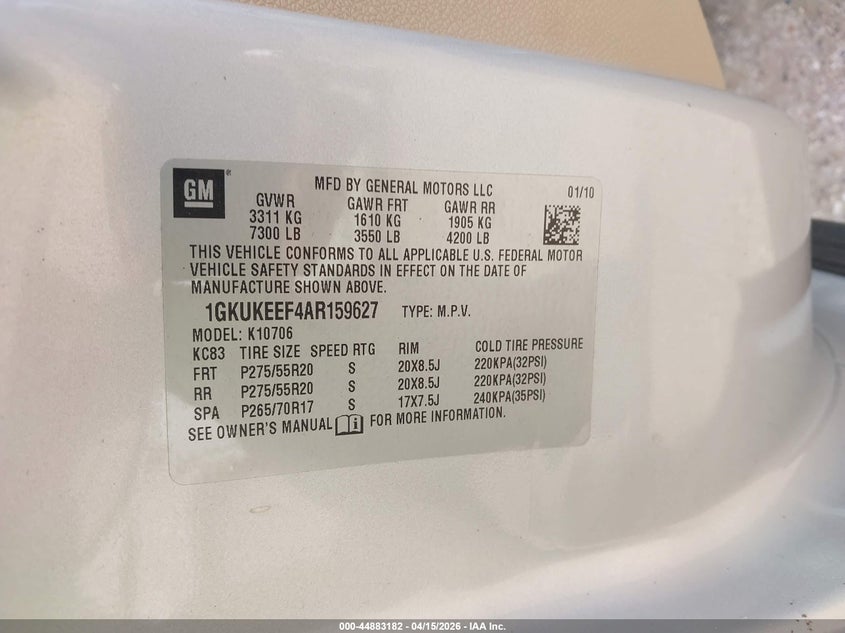 GM®
MFD BY GENERAL MOTORS LLC 01/10
GVWR GAWR FRT GAWR RR
3311 KG 1610 KG 1905 KG
7300 LB 3550 LB 4200 LB
THIS VEHICLE CONFORMS TO ALL APPLICABLE U.S. FEDERAL MOTOR
VEHICLE SAFETY STANDARDS IN EFFECT ON THE DATE OF
MANUFACTURE SHOWN ABOVE.
1GKUKEEF4AR159627 TYPE: M.P.V.
MODEL: K10706
KC83 TIRE SIZE SPEED RTG RIM COLD TIRE PRESSURE
FRT P275/55R20 S 20X8.5J 220KPA(32PSI)
RR P275/55R20 S 20X8.5J 220KPA(32PSI)
SPA P265/70R17 S 17X7.5J 240KPA(35PSI)
SEE OWNER'S MANUAL i FOR MORE INFORMATION.
000-44883182 - 04/15/2026 - IAA Inc.